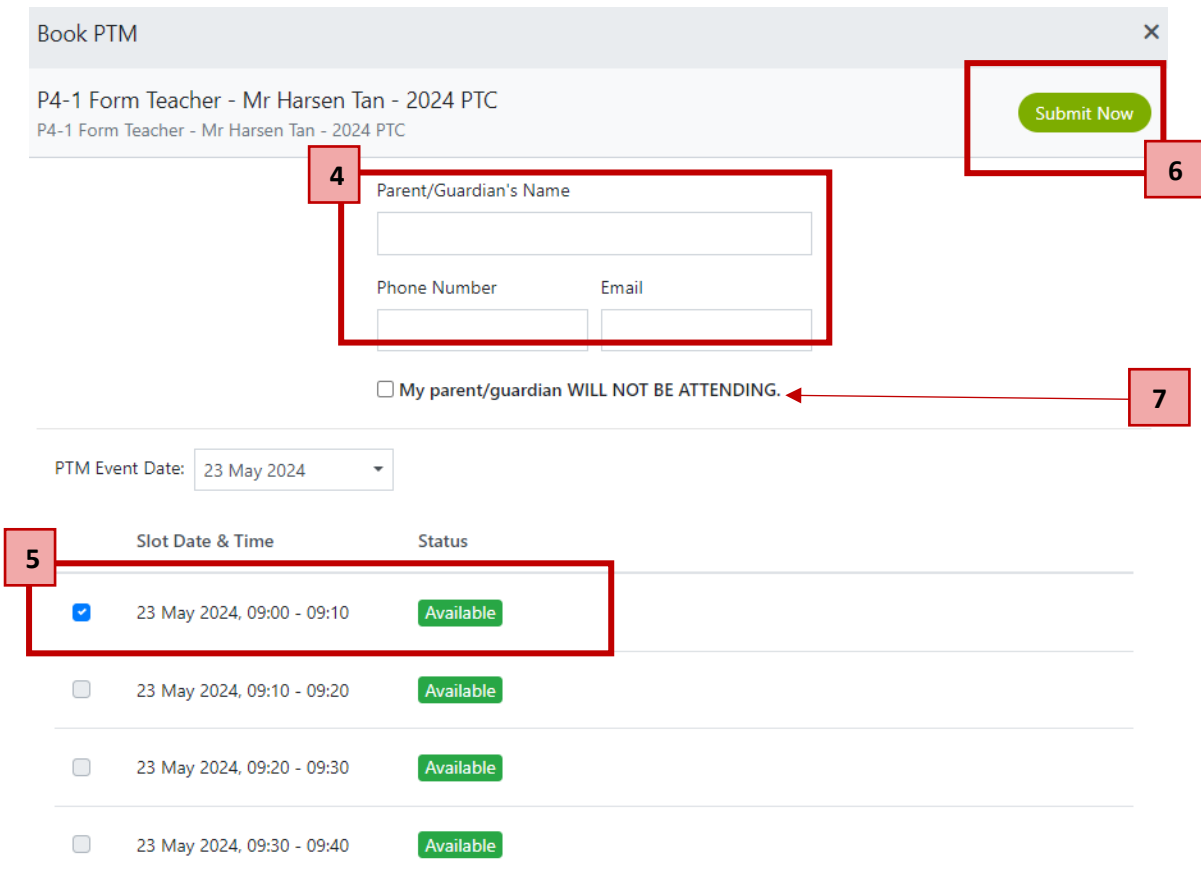 Book PTM ×
P4-1 Form Teacher - Mr Harsen Tan - 2024 PTC
P4-1 Form Teacher - Mr Harsen Tan - 2024 PTC
Submit Now
6
4
Parent/Guardian's Name
Phone Number Email
My parent/guardian WILL NOT BE ATTENDING.
7
PTM Event Date: 23 May 2024
Slot Date & Time Status
5
23 May 2024, 09:00 - 09:10 Available
23 May 2024, 09:10 - 09:20 Available
23 May 2024, 09:20 - 09:30 Available
23 May 2024, 09:30 - 09:40 Available